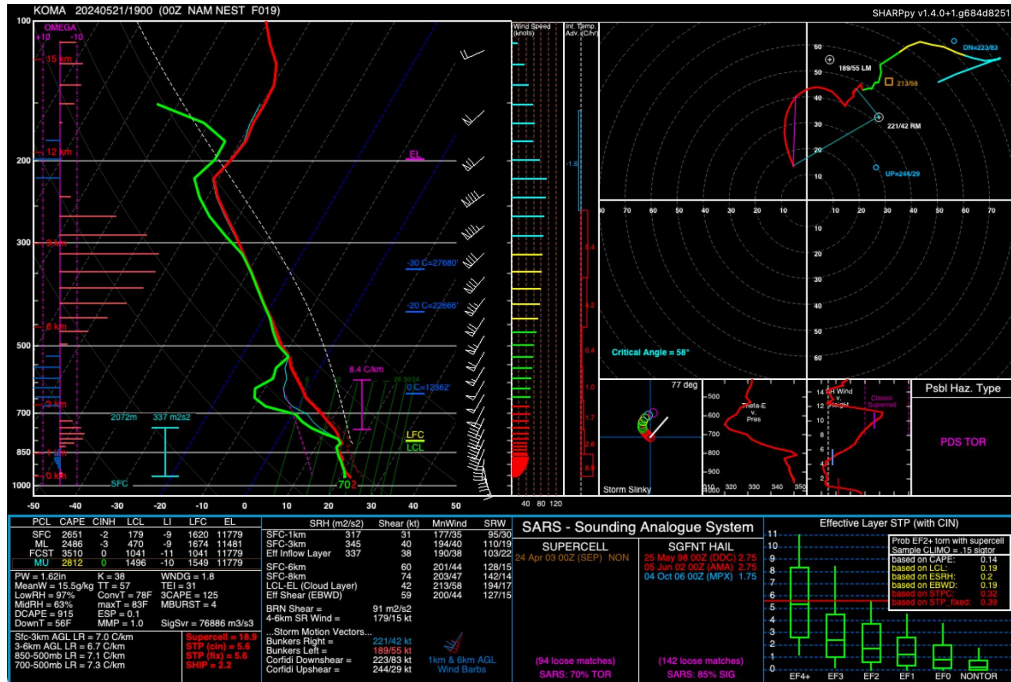 KOMA 20240521/1900 (00Z NAM NEST F019)
SHARPpy v1.4.0+1.g684d8251
OMEGA
+10 -10
100
200
300
500
700
850
1000
15 km
12 km
EL
-30 C=27680'
-20 C=22666'
0 C=12362'
8.4 C/km
2072m 337 m2s2
SFC
LFC
LCL
702
-50 -40 -30 -20 -10 0 10 20 30 40 50
Wind Speed
(knots)
40 80 120
-1.6
189/55 LM
DN=223/83
213/58
221/42 RM
UP=244/29
Critical Angle = 58°
77 deg
Storm Slinky
Theta-E
v.
Pres
Classic
Supercell
Psbl Haz. Type
PDS TOR
PCL CAPE CINH LCL LI LFC EL
SFC 2651 -2 179 -9 1620 11779
ML 2486 -3 470 -9 1674 11481
FCST 3510 0 1041 -11 1041 11779
MU 2812 0 1496 -10 1549 11779
PW = 1.62in K = 38 WNDG = 1.8
MeanW = 15.5g/kg TT = 57 TEI = 31
LowRH = 97% ConvT = 78F 3CAPE = 125
MidRH = 63% maxT = 83F MBURST = 4
DCAPE = 915 ESP = 0.1
DownT = 56F MMP = 1.0 SigSvr = 76886 m3/s3
Sfc-3km AGL LR = 7.0 C/km
3-6km AGL LR = 6.7 C/km
850-500mb LR = 7.1 C/km
700-500mb LR = 7.3 C/km
Supercell = 18.9
STP (cin) = 5.6
STP (fix) = 5.6
SHIP = 2.2
SRH (m2/s2) Shear (kt) MnWind SRW
SFC-1km 317 31 177/35 95/30
SFC-3km 345 40 194/40 110/19
Eff Inflow Layer 337 38 190/38 103/22
SFC-6km 60 201/44 128/15
SFC-8km 74 203/47 142/14
LCL-EL (Cloud Layer) 42 213/58 194/17
Eff Shear (EBWD) 59 200/44 127/15
BRN Shear = 91 m2/s2
4-6km SR Wind = 179/15 kt
...Storm Motion Vectors...
Bunkers Right = 221/42 kt
Bunkers Left = 189/55 kt
Corfidi Downshear = 223/83 kt
Corfidi Upshear = 244/29 kt
1km & 6km AGL
Wind Barbs
SARS - Sounding Analogue System
SUPERCELL
24 Apr 03 00Z (SEP) NON
(94 loose matches)
SARS: 70% TOR
SGFNT HAIL
25 May 98 00Z (DDC) 2.75
05 Jun 02 00Z (AMA) 2.75
04 Oct 06 00Z (MPX) 1.75
(142 loose matches)
SARS: 85% SIG
Effective Layer STP (with CIN)
Prob EF2+ torn with supercell
Sample CLIMO = .15 sigtor
based on CAPE: 0.14
based on LCL: 0.19
based on ESRH: 0.2
based on EBWD: 0.19
based on STPC: 0.32
based on STP_fixed: 0.39
11
10
9
8
7
6
5
4
3
2
1
0
EF4+ EF3 EF2 EF1 EF0 NONTOR